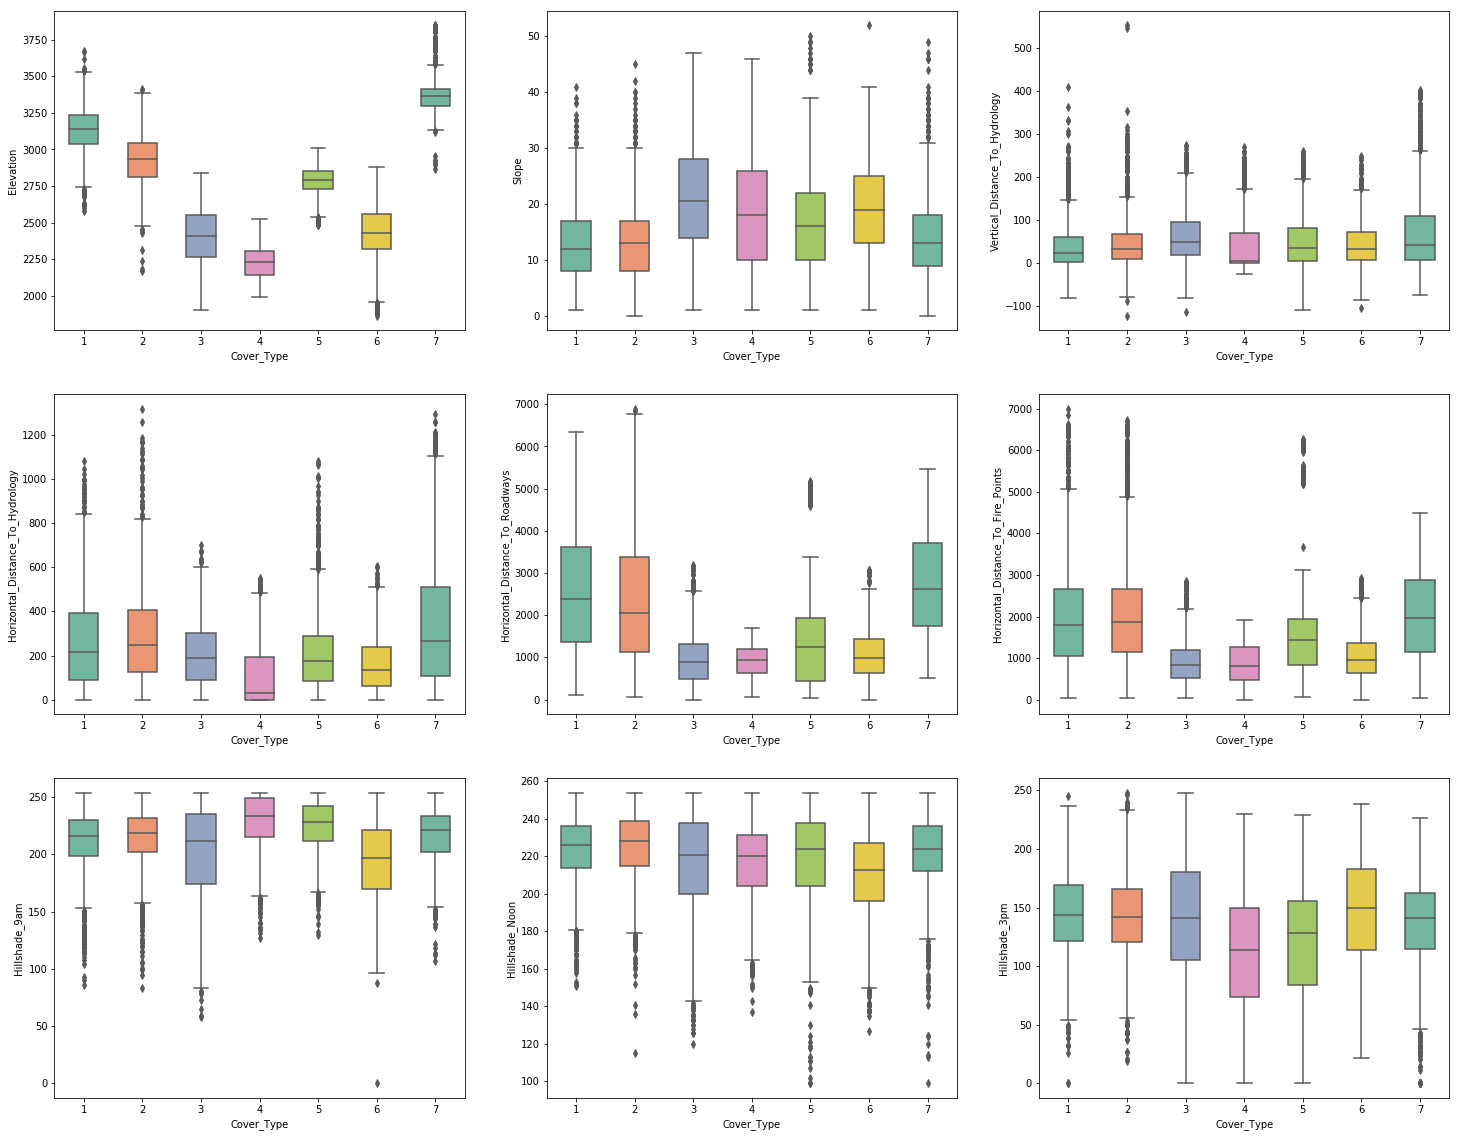 3750
3500
3250
3000
2750
2500
2250
2000
Elevation
1 2 3 4 5 6 7
Cover_Type
50
40
30
20
10
0
Slope
1 2 3 4 5 6 7
Cover_Type
500
400
300
200
100
0
−100
Vertical_Distance_To_Hydrology
1 2 3 4 5 6 7
Cover_Type
1200
1000
800
600
400
200
0
Horizontal_Distance_To_Hydrology
1 2 3 4 5 6 7
Cover_Type
7000
6000
5000
4000
3000
2000
1000
0
Horizontal_Distance_To_Roadways
1 2 3 4 5 6 7
Cover_Type
7000
6000
5000
4000
3000
2000
1000
0
Horizontal_Distance_To_Fire_Points
1 2 3 4 5 6 7
Cover_Type
250
200
150
100
50
0
Hillshade_9am
1 2 3 4 5 6 7
Cover_Type
260
240
220
200
180
160
140
120
100
Hillshade_Noon
1 2 3 4 5 6 7
Cover_Type
250
200
150
100
50
0
Hillshade_3pm
1 2 3 4 5 6 7
Cover_Type